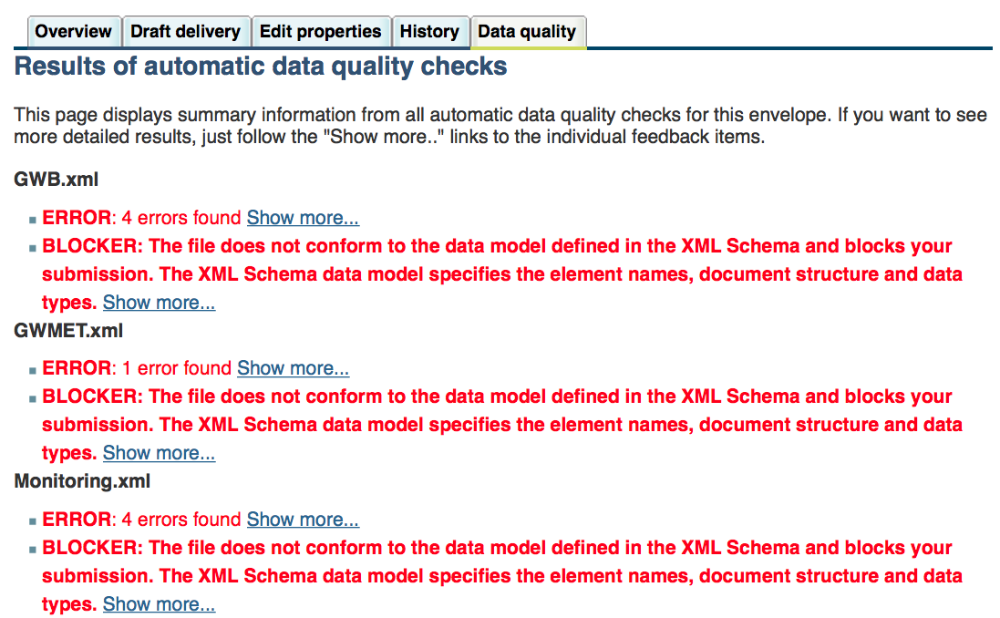 Overview Draft delivery Edit properties History Data quality
Results of automatic data quality checks
This page displays summary information from all automatic data quality checks for this envelope. If you want to see
more detailed results, just follow the "Show more.." links to the individual feedback items.
GWB.xml
ERROR: 4 errors found Show more...
BLOCKER: The file does not conform to the data model defined in the XML Schema and blocks your
submission. The XML Schema data model specifies the element names, document structure and data
types. Show more...
GWMET.xml
ERROR: 1 error found Show more...
BLOCKER: The file does not conform to the data model defined in the XML Schema and blocks your
submission. The XML Schema data model specifies the element names, document structure and data
types. Show more...
Monitoring.xml
ERROR: 4 errors found Show more...
BLOCKER: The file does not conform to the data model defined in the XML Schema and blocks your
submission. The XML Schema data model specifies the element names, document structure and data
types. Show more...